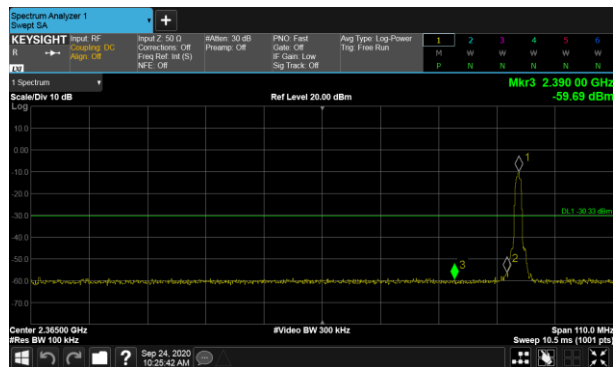 Spectrum Analyzer 1
Swept SA
+
KEYSIGHT Input: RF Input Z: 50 Ω #Atten: 30 dB PNO: Fast Avg Type: Log-Power 1 2 3 4 5 6
R Coupling: DC Corrections: Off Preamp: Off Gate: Off Trig: Free Run M W W W W W
Align: Off Freq Ref: Int (S) IF Gain: Low P N N N N N
LXI NFE: Off Sig Track: Off
1 Spectrum Mkr3 2.390 00 GHz
Scale/Div 10 dB Ref Level 20.00 dBm -59.69 dBm
Log
10.0
0.00
-10.0
1
-20.0
-30.0 DL1 -30.33 dBm
-40.0
-50.0
3 2
-60.0
-70.0
Center 2.36500 GHz #Video BW 300 kHz Span 110.0 MHz
#Res BW 100 kHz Sweep 10.5 ms (1001 pts)
? Sep 24, 2020
10:25:42 AM